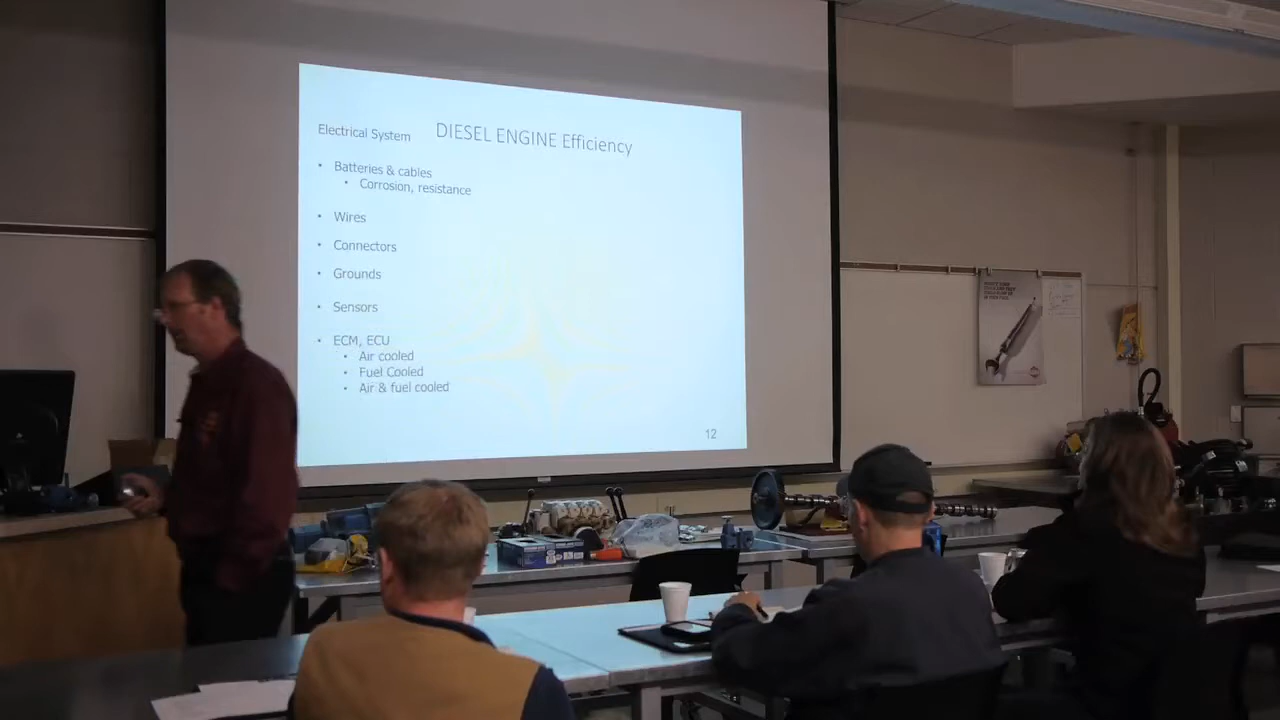 DIESEL ENGINE Efficiency
Electrical System
• Batteries & cables
• Corrosion, resistance
• Wires
• Connectors
• Grounds
• Sensors
• ECM, ECU
• Air cooled
• Fuel Cooled
• Air & fuel cooled
12